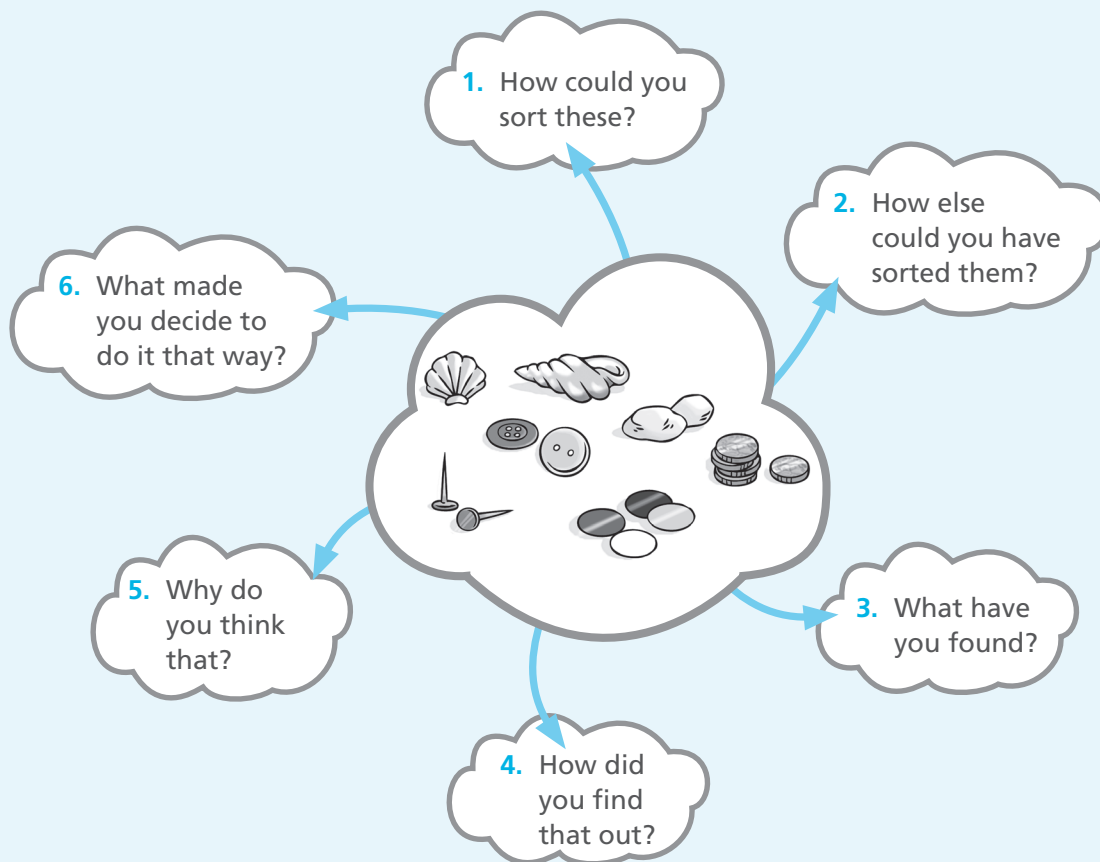 1. How could you
sort these?
2. How else
could you have
sorted them?
3. What have
you found?
4. How did
you find
that out?
5. Why do
you think
that?
6. What made
you decide to
do it that way?